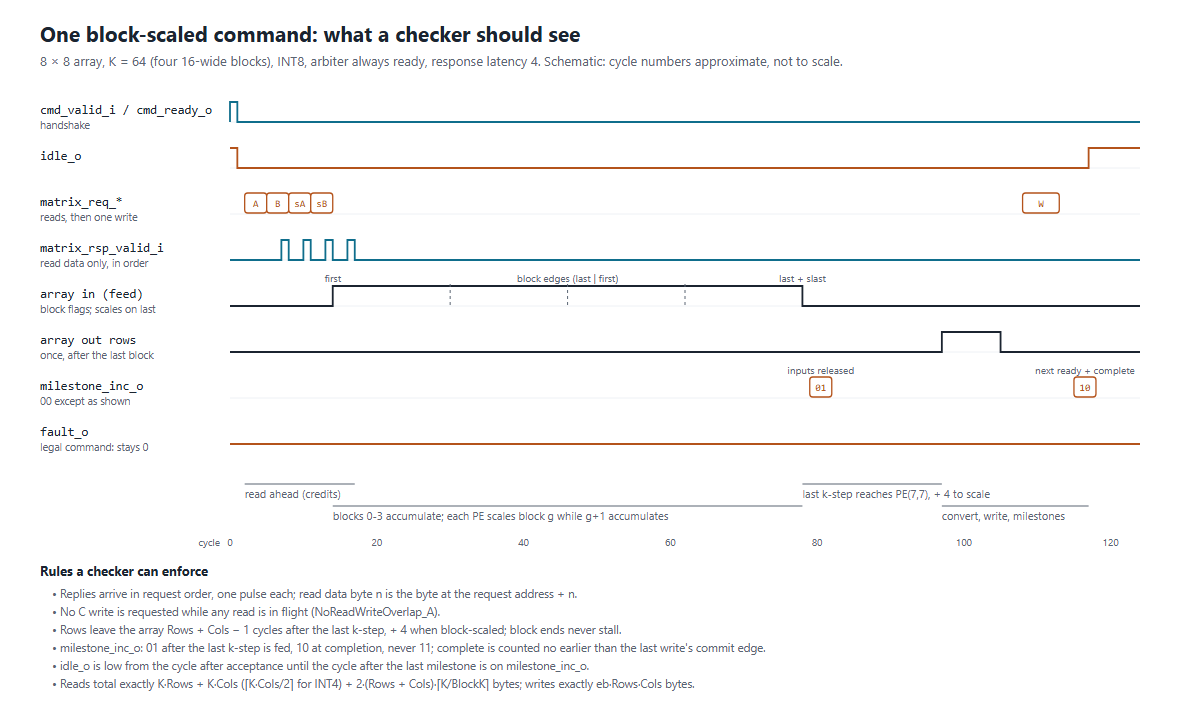 One block-scaled command: what a checker should see
8 × 8 array, K = 64 (four 16-wide blocks), INT8, arbiter always ready, response latency 4. Schematic: cycle numbers approximate, not to scale.
cmd_valid_i / cmd_ready_o
handshake
idle_o
matrix_req_*
reads, then one write
A B sA sB W
matrix_rsp_valid_i
read data only, in order
first block edges (last | first) last + slast
array in (feed)
block flags; scales on last
array out rows
once, after the last block
inputs released next ready + complete
milestone_inc_o
00 except as shown
01 10
fault_o
legal command: stays 0
read ahead (credits) last k-step reaches PE(7,7), + 4 to scale
blocks 0-3 accumulate; each PE scales block g while g+1 accumulates convert, write, milestones
cycle 0 20 40 60 80 100 120
Rules a checker can enforce
• Replies arrive in request order, one pulse each; read data byte n is the byte at the request address + n.
• No C write is requested while any read is in flight (NoReadWriteOverlap_A).
• Rows leave the array Rows + Cols − 1 cycles after the last k-step, + 4 when block-scaled; block ends never stall.
• milestone_inc_o: 01 after the last k-step is fed, 10 at completion, never 11; complete is counted no earlier than the last write's commit edge.
• idle_o is low from the cycle after acceptance until the cycle after the last milestone is on milestone_inc_o.
• Reads total exactly K·Rows + K·Cols (⌈K·Cols/2⌉ for INT4) + 2·(Rows + Cols)·⌈K/BlockK⌉ bytes; writes exactly eb·Rows·Cols bytes.